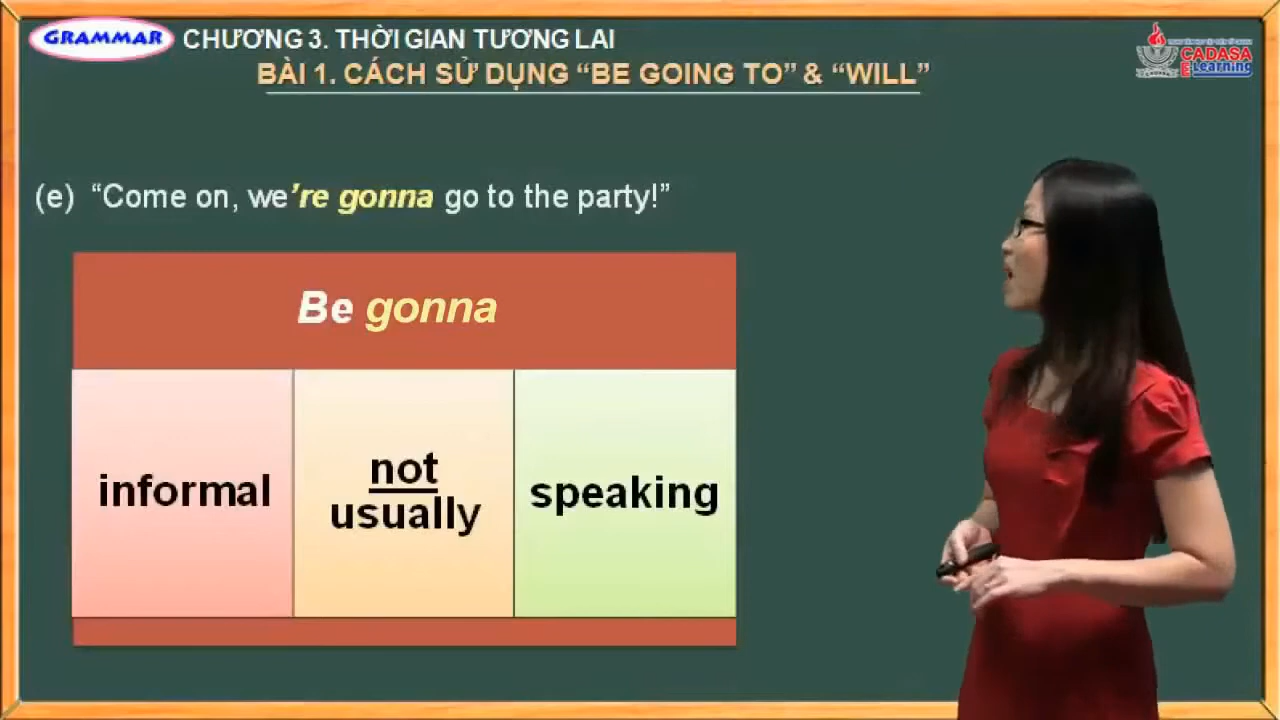 GRAMMAR CHƯƠNG 3. THỜI GIAN TƯƠNG LAI
BÀI 1. CÁCH SỬ DỤNG “BE GOING TO” & “WILL”
CADASA
E Learning
(e) “Come on, we’re gonna go to the party!”
Be gonna
informal
not
usually
speaking